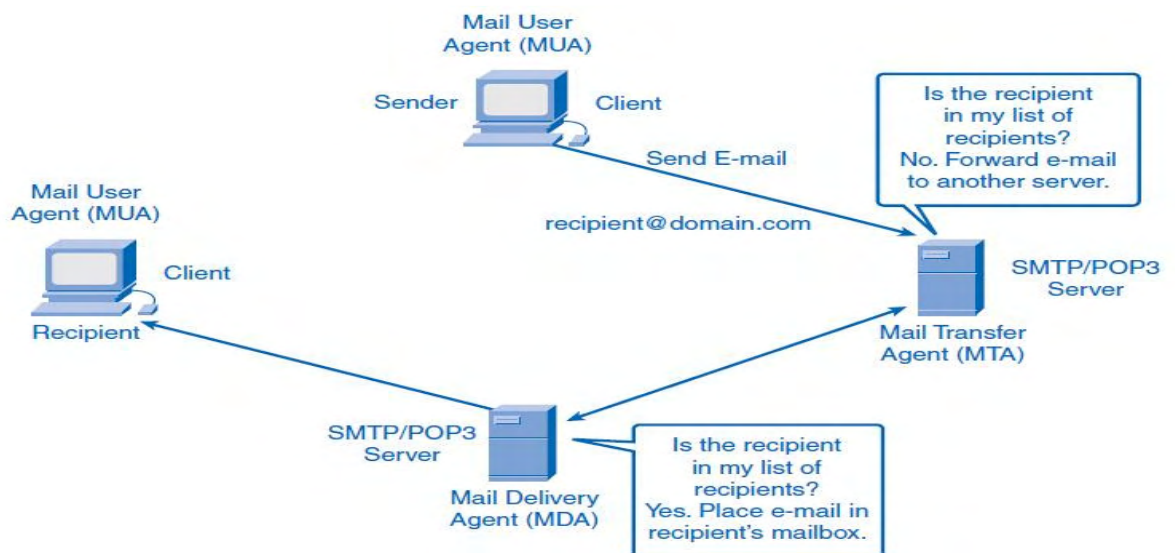 Mail User
Agent (MUA)
Sender
Client
Is the recipient
in my list of
recipients?
No. Forward e-mail
to another server.
Send E-mail
recipient@domain.com
Mail User
Agent (MUA)
Client
Recipient
SMTP/POP3
Server
Mail Transfer
Agent (MTA)
SMTP/POP3
Server
Mail Delivery
Agent (MDA)
Is the recipient
in my list of
recipients?
Yes. Place e-mail in
recipient's mailbox.